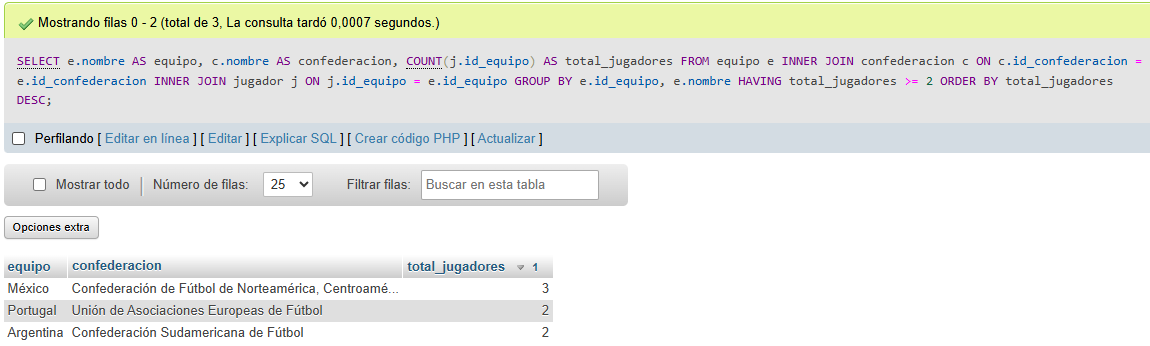 Mostrando filas 0 - 2 (total de 3, La consulta tardó 0,0007 segundos.)
SELECT e.nombre AS equipo, c.nombre AS confederacion, COUNT(j.id_equipo) AS total_jugadores FROM equipo e INNER JOIN confederacion c ON c.id_confederacion =
e.id_confederacion INNER JOIN jugador j ON j.id_equipo = e.id_equipo GROUP BY e.id_equipo, e.nombre HAVING total_jugadores >= 2 ORDER BY total_jugadores
DESC;
Perfilando [ Editar en línea ] [ Editar ] [ Explicar SQL ] [ Crear código PHP ] [ Actualizar ]
Mostrar todo | Número de filas: 25 Filtrar filas: Buscar en esta tabla
Opciones extra
equipo confederacion total_jugadores 1
México Confederación de Fútbol de Norteamérica, Centroamé... 3
Portugal Unión de Asociaciones Europeas de Fútbol 2
Argentina Confederación Sudamericana de Fútbol 2